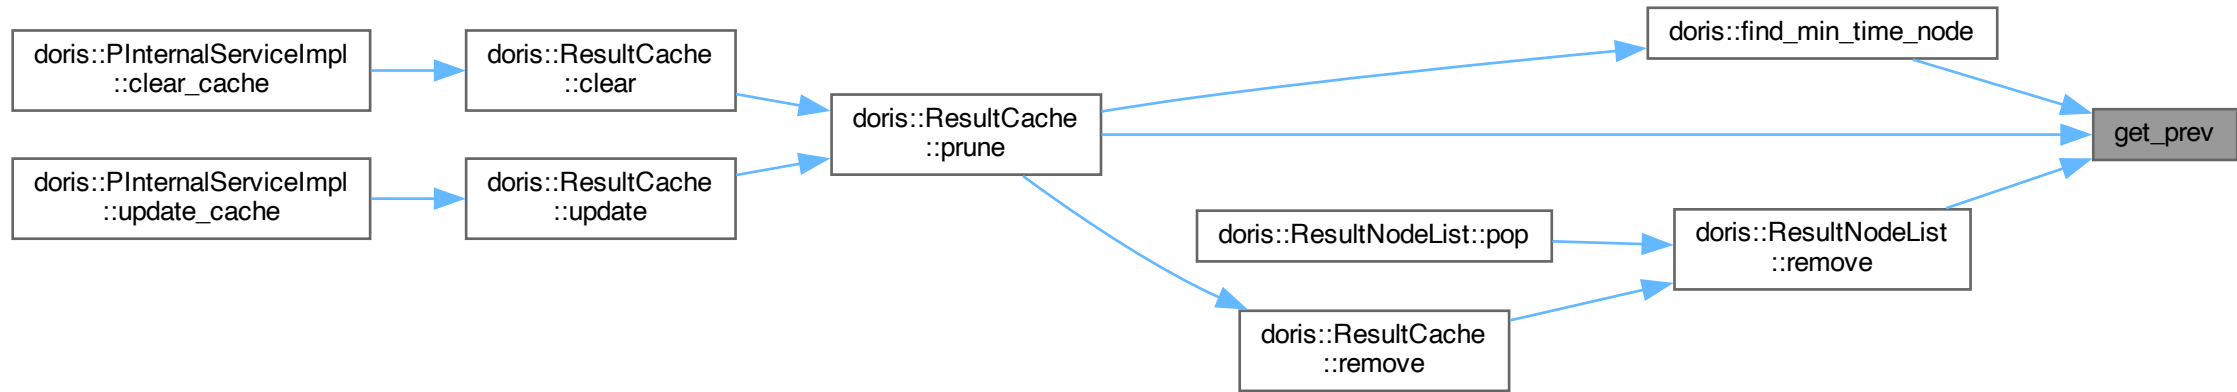 doris::PInternalServiceImpl
::clear_cache
doris::ResultCache
::clear
doris::PInternalServiceImpl
::update_cache
doris::ResultCache
::update
doris::ResultCache
::prune
doris::find_min_time_node
get_prev
doris::ResultNodeList::pop
doris::ResultNodeList
::remove
doris::ResultCache
::remove